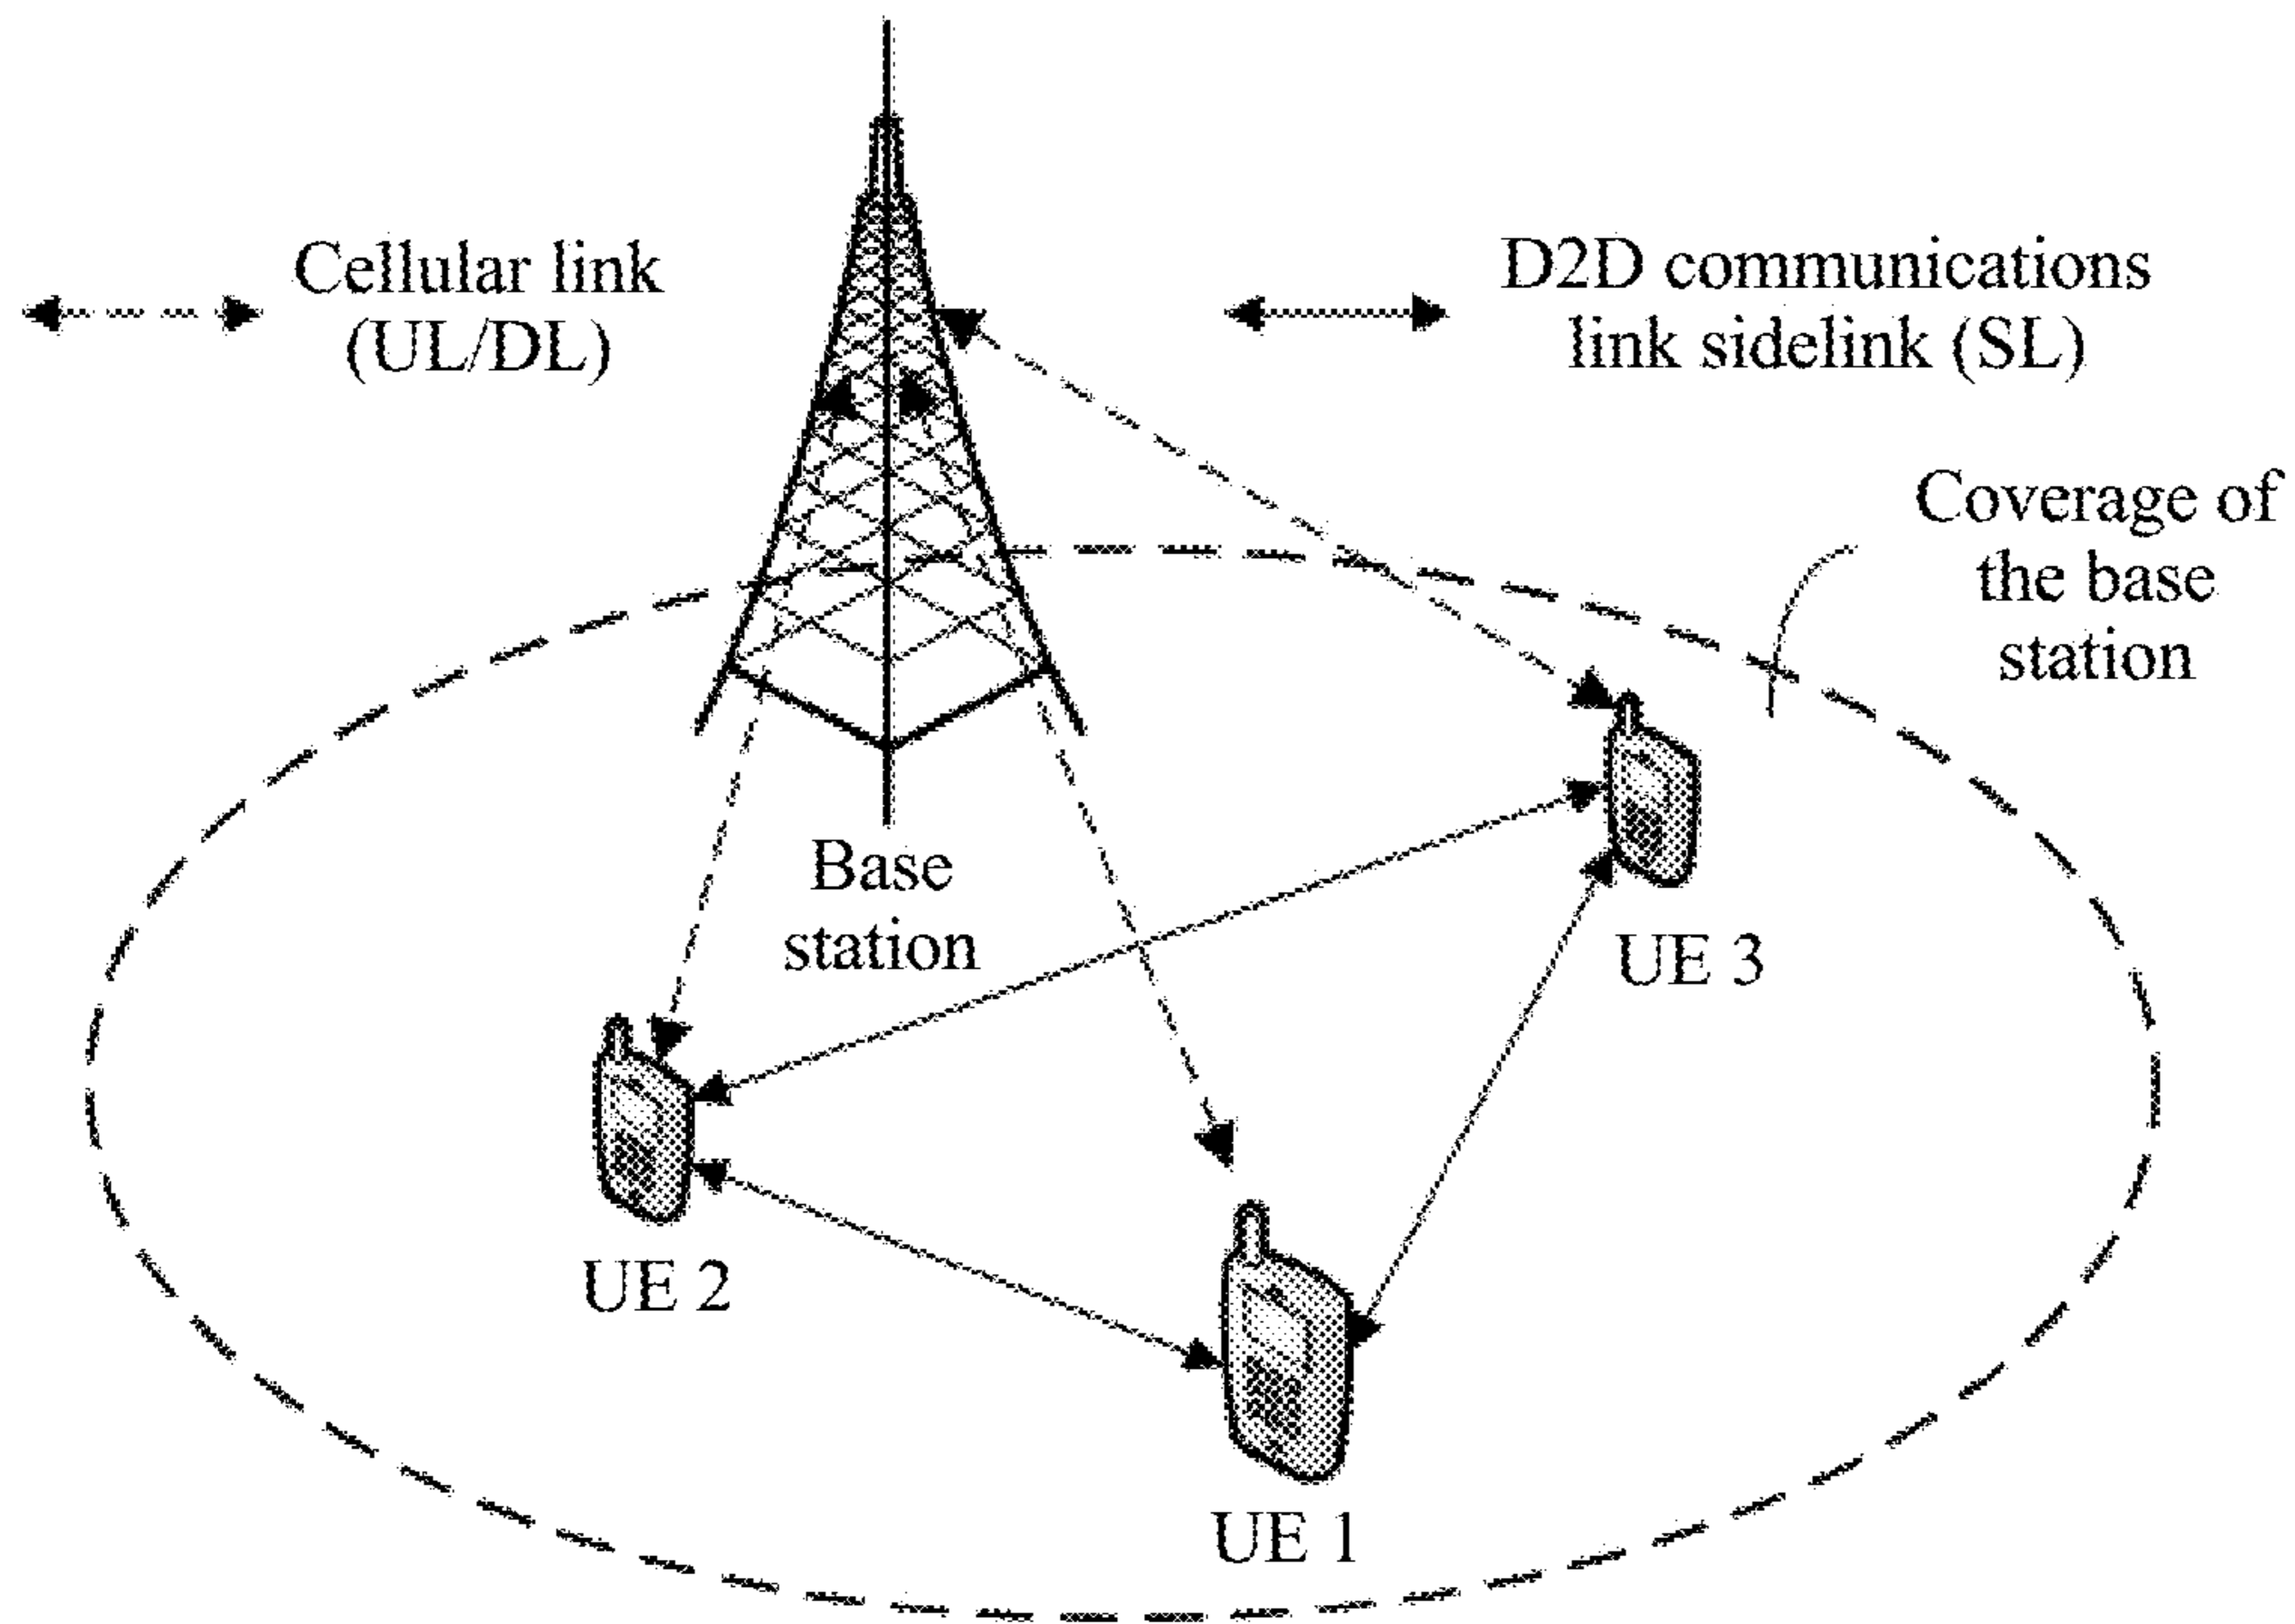 Cellular link
(UL/DL)
D2D communications
link sidelink (SL)
Coverage of
the base
station
Base
station
UE 3
UE 2
UE 1